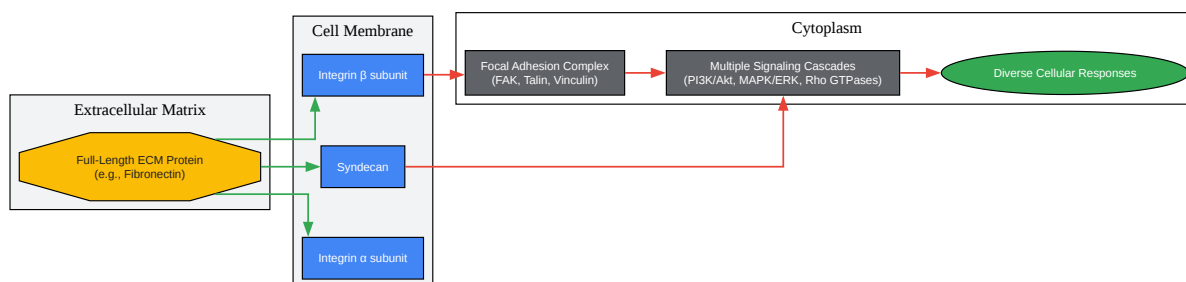 Extracellular Matrix
Full-Length ECM Protein
(e.g., Fibronectin)
Cell Membrane
Integrin β subunit
Syndecan
Integrin α subunit
Cytoplasm
Focal Adhesion Complex
(FAK, Talin, Vinculin)
Multiple Signaling Cascades
(PI3K/Akt, MAPK/ERK, Rho GTPases)
Diverse Cellular Responses